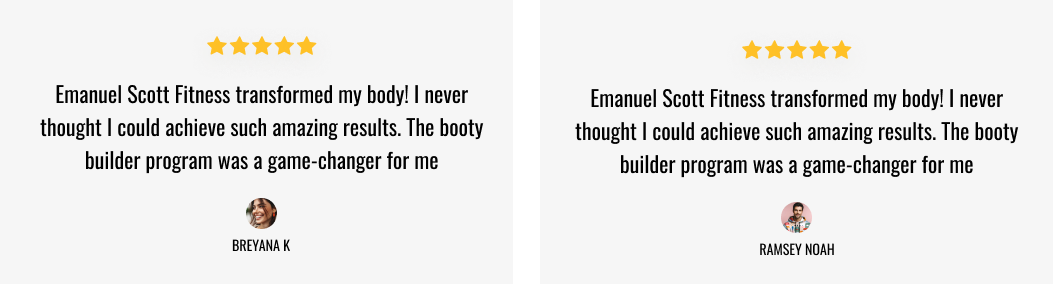 Emanuel Scott Fitness transformed my body! I never
thought I could achieve such amazing results. The booty
builder program was a game-changer for me
BREYANA K
Emanuel Scott Fitness transformed my body! I never
thought I could achieve such amazing results. The booty
builder program was a game-changer for me
RAMSEY NOAH